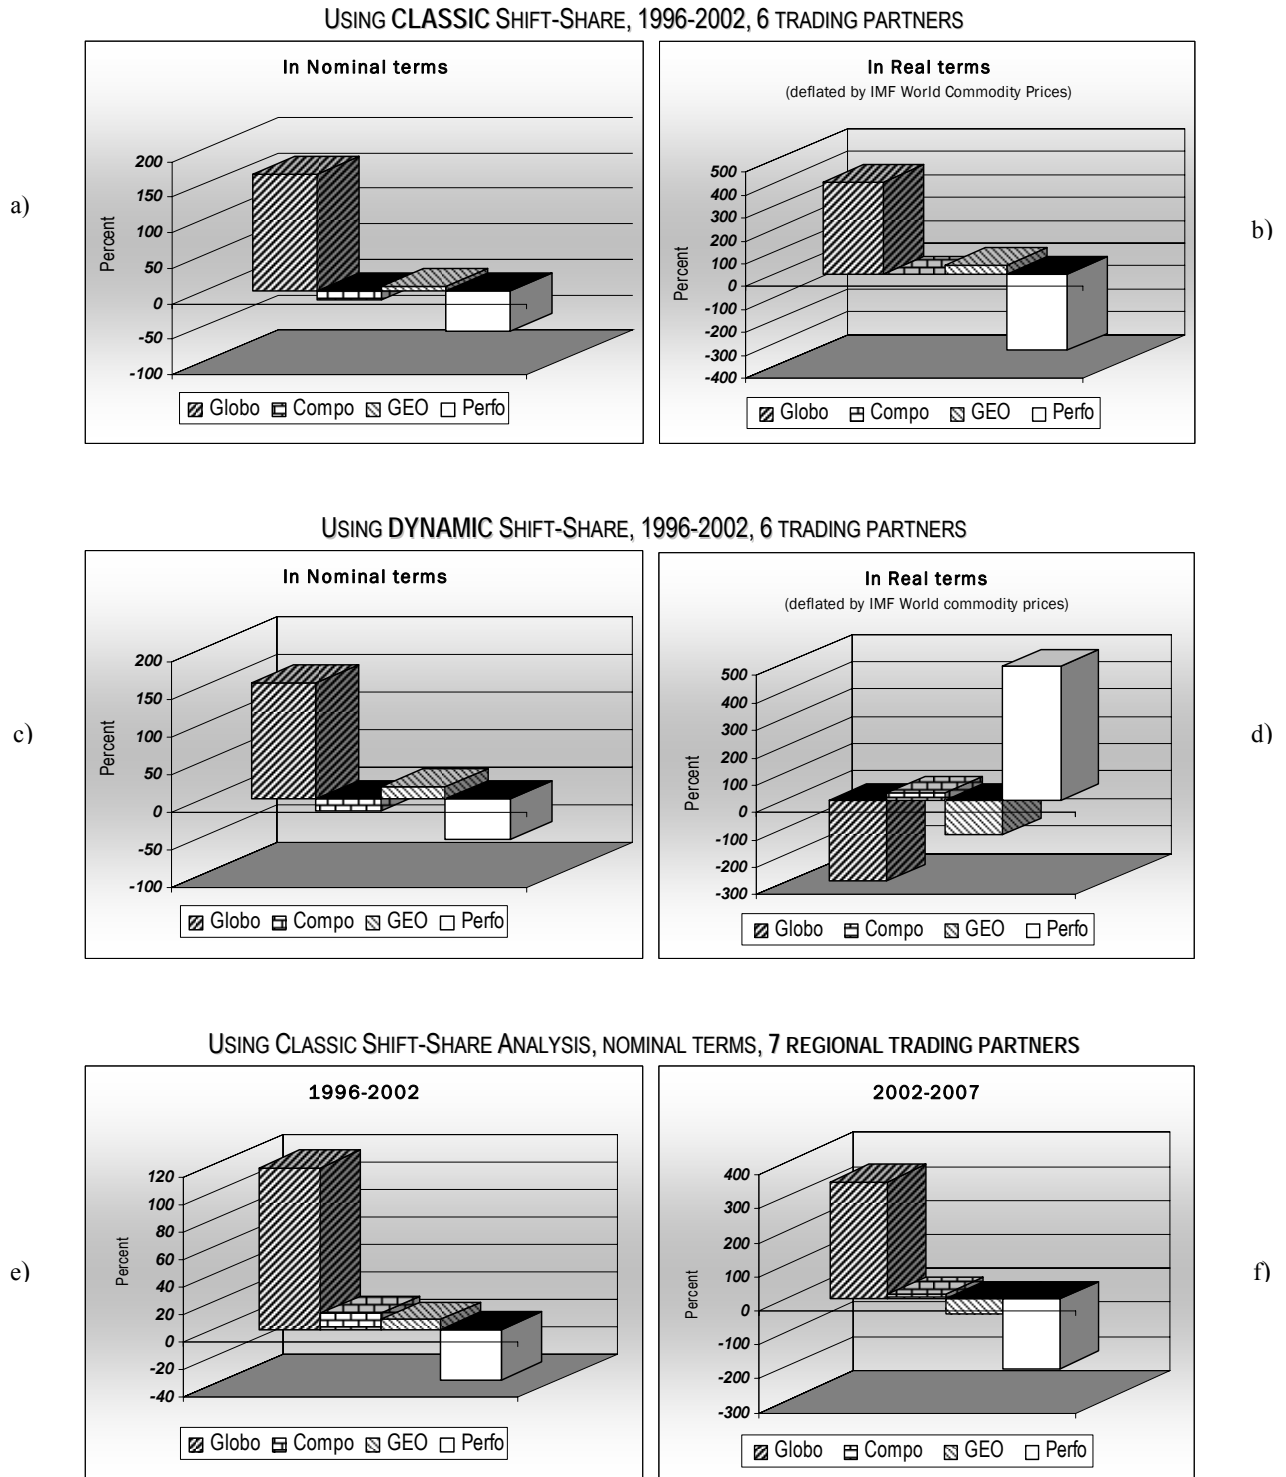 USING CLASSIC SHIFT-SHARE, 1996-2002, 6 TRADING PARTNERS
a)
In Nominal terms
Percent
200
150
100
50
0
-50
-100
Globo Compo GEO Perfo
In Real terms
(deflated by IMF World Commodity Prices)
Percent
500
400
300
200
100
0
-100
-200
-300
-400
Globo Compo GEO Perfo
b)
USING DYNAMIC SHIFT-SHARE, 1996-2002, 6 TRADING PARTNERS
c)
In Nominal terms
Percent
200
150
100
50
0
-50
-100
Globo Compo GEO Perfo
In Real terms
(deflated by IMF World commodity prices)
Percent
500
400
300
200
100
0
-100
-200
-300
Globo Compo GEO Perfo
d)
USING CLASSIC SHIFT-SHARE ANALYSIS, NOMINAL TERMS, 7 REGIONAL TRADING PARTNERS
e)
1996-2002
Percent
120
100
80
60
40
20
0
-20
-40
Globo Compo GEO Perfo
2002-2007
Percent
400
300
200
100
0
-100
-200
-300
Globo Compo GEO Perfo
f)